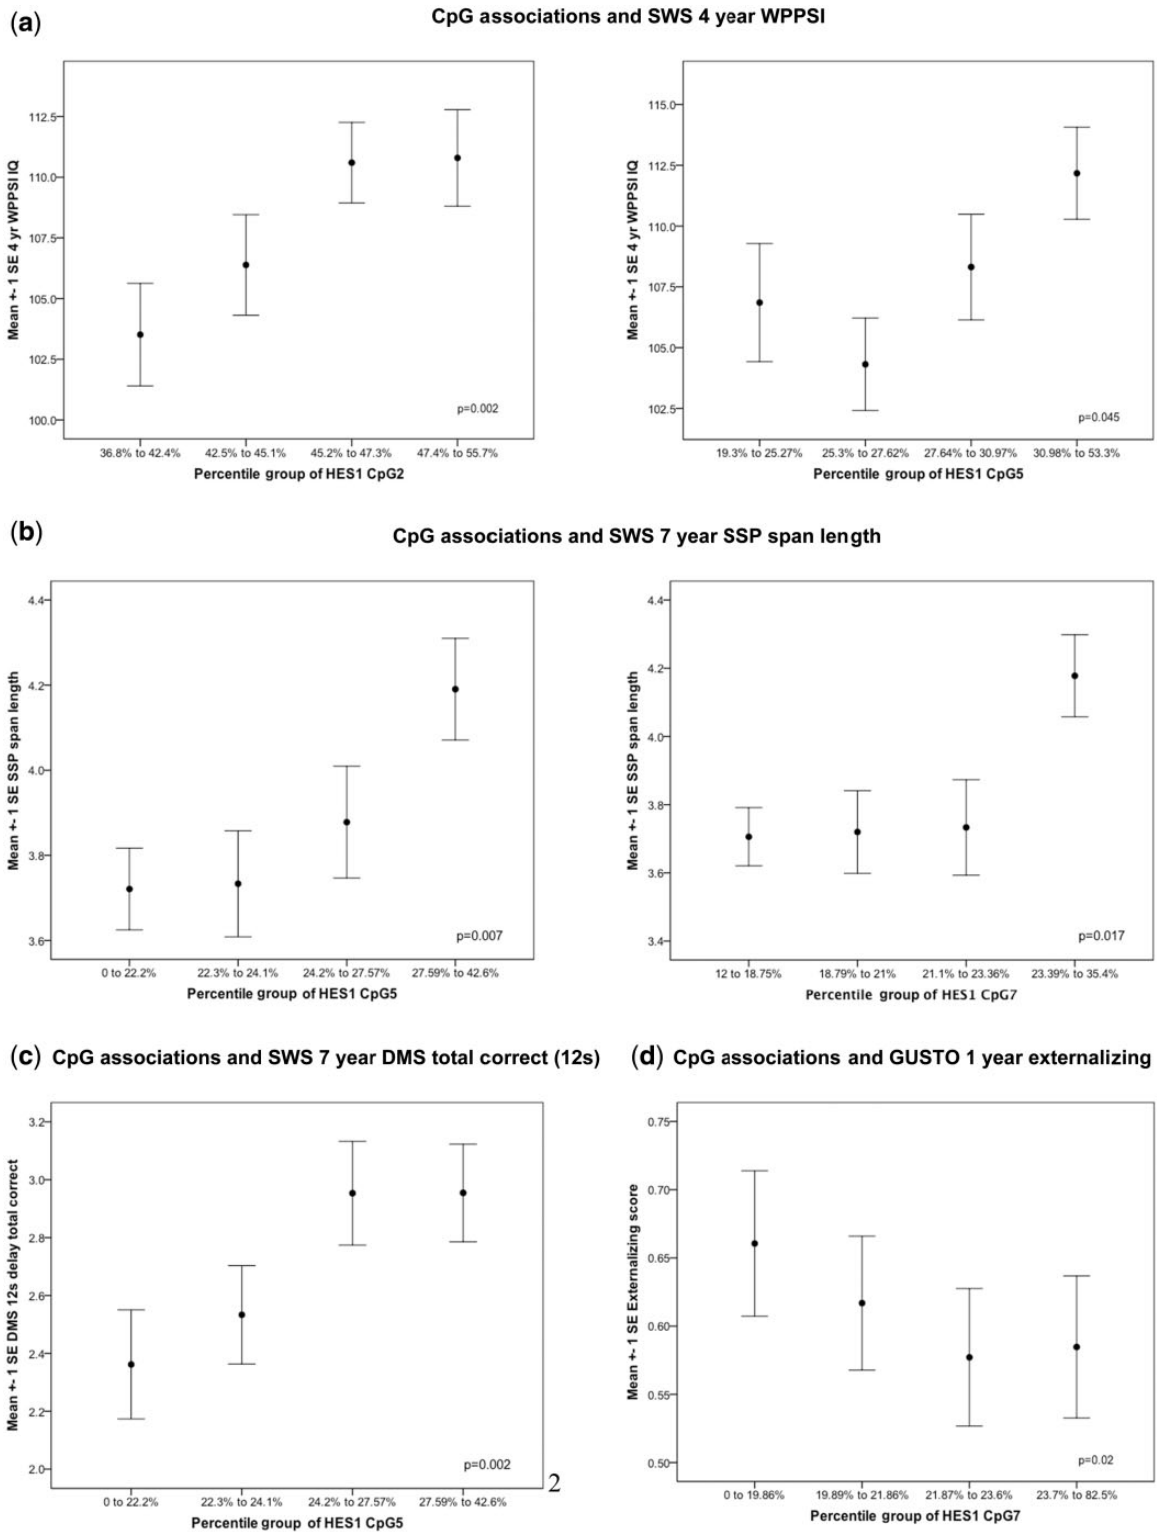 (a)
CpG associations and SWS 4 year WPPSI
Mean +- 1 SE 4 yr WPPSI IQ
112.5
110.0
107.5
105.0
102.5
100.0
p=0.002
36.8% to 42.4% 42.5% to 45.1% 45.2% to 47.3% 47.4% to 55.7%
Percentile group of HES1 CpG2
Mean +- 1 SE 4 yr WPPSI IQ
115.0
112.5
110.0
107.5
105.0
102.5
p=0.045
19.3% to 25.27% 25.3% to 27.62% 27.64% to 30.97% 30.98% to 53.3%
Percentile group of HES1 CpG5
(b)
CpG associations and SWS 7 year SSP span length
Mean +- 1 SE SSP span length
4.4
4.2
4.0
3.8
3.6
p=0.007
0 to 22.2% 22.3% to 24.1% 24.2% to 27.57% 27.59% to 42.6%
Percentile group of HES1 CpG5
Mean +- 1 SE SSP span length
4.4
4.2
4.0
3.8
3.6
3.4
p=0.017
12 to 18.75% 18.79% to 21% 21.1% to 23.36% 23.39% to 35.4%
Percentile group of HES1 CpG7
(c) CpG associations and SWS 7 year DMS total correct (12s)
Mean +- 1 SE DMS 12s delay total correct
3.2
3.0
2.8
2.6
2.4
2.2
2.0
p=0.002
0 to 22.2% 22.3% to 24.1% 24.2% to 27.57% 27.59% to 42.6%
Percentile group of HES1 CpG5
2
(d) CpG associations and GUSTO 1 year externalizing
Mean +- 1 SE Externalizing score
0.75
0.70
0.65
0.60
0.55
0.50
p=0.02
0 to 19.86% 19.89% to 21.86% 21.87% to 23.6% 23.7% to 82.5%
Percentile group of HES1 CpG7